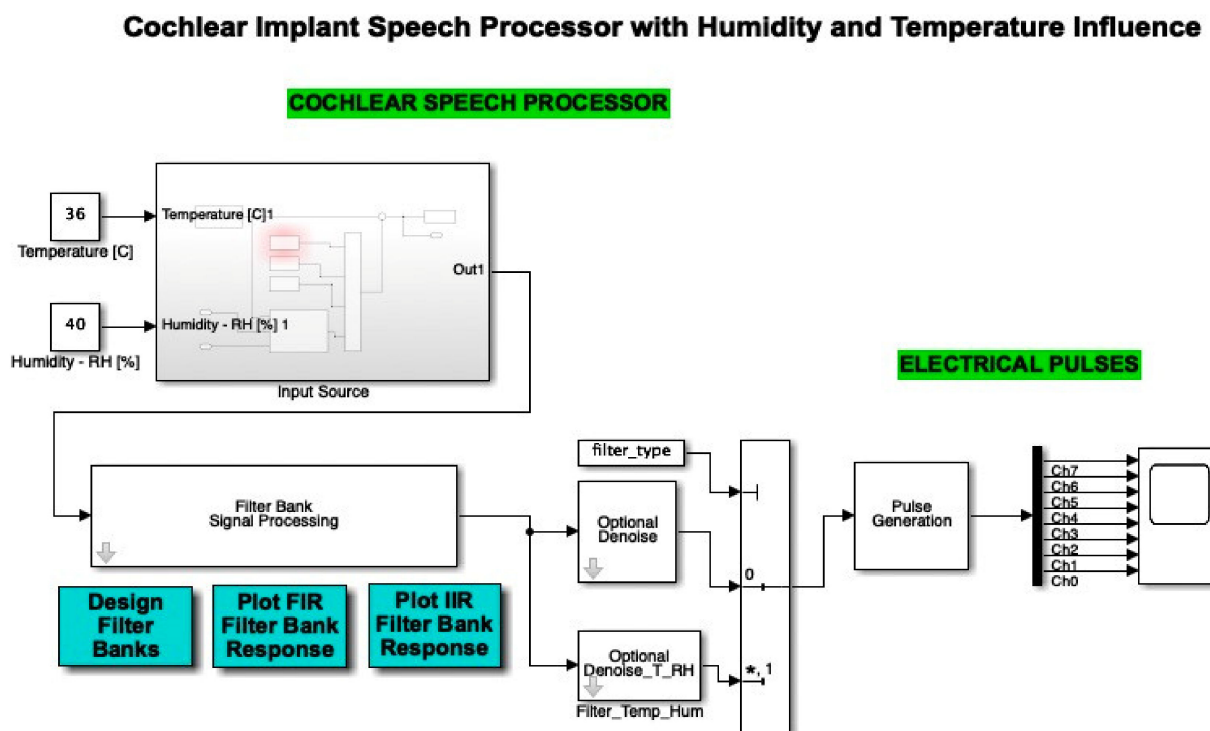 Cochlear Implant Speech Processor with Humidity and Temperature Influence
COCHLEAR SPEECH PROCESSOR
36
Temperature [C]
Temperature [C]1
Out1
40
Humidity - RH [%]
Humidity - RH [%] 1
Input Source
ELECTRICAL PULSES
Filter Bank
Signal Processing
filter_type
Optional
Denoise
0
Optional
Denoise_T_RH
Filter_Temp_Hum
*, 1
Pulse
Generation
Ch7
Ch6
Ch5
Ch4
Ch3
Ch2
Ch1
Ch0
Design
Filter
Banks
Plot FIR
Filter Bank
Response
Plot IIR
Filter Bank
Response